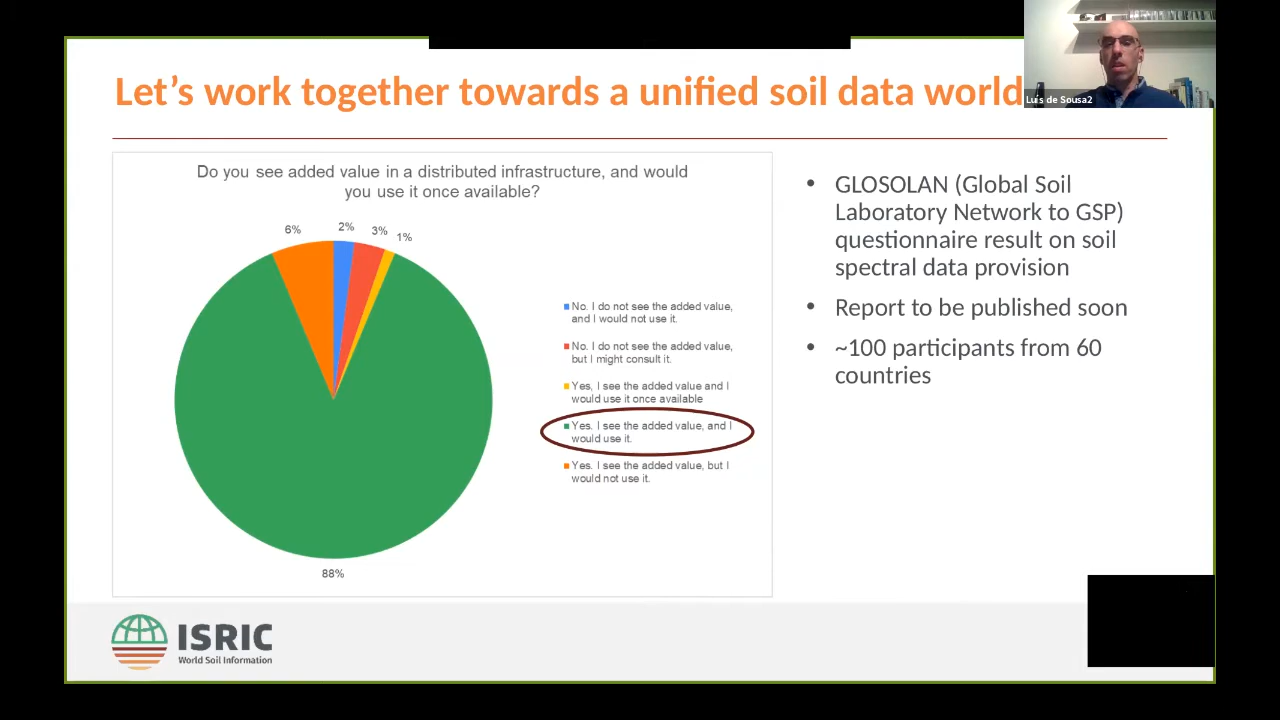 Let's work together towards a unified soil data world
Luís de Sousa2
Do you see added value in a distributed infrastructure, and would
you use it once available?
6%
2%
3%
1%
88%
No. I do not see the added value,
and I would not use it.
No. I do not see the added value,
but I might consult it.
Yes, I see the added value and I
would use it once available
Yes. I see the added value, and I
would use it.
Yes. I see the added value, but I
would not use it.
• GLOSOLAN (Global Soil
Laboratory Network to GSP)
questionnaire result on soil
spectral data provision
• Report to be published soon
• ~100 participants from 60
countries
ISRIC
World Soil Information